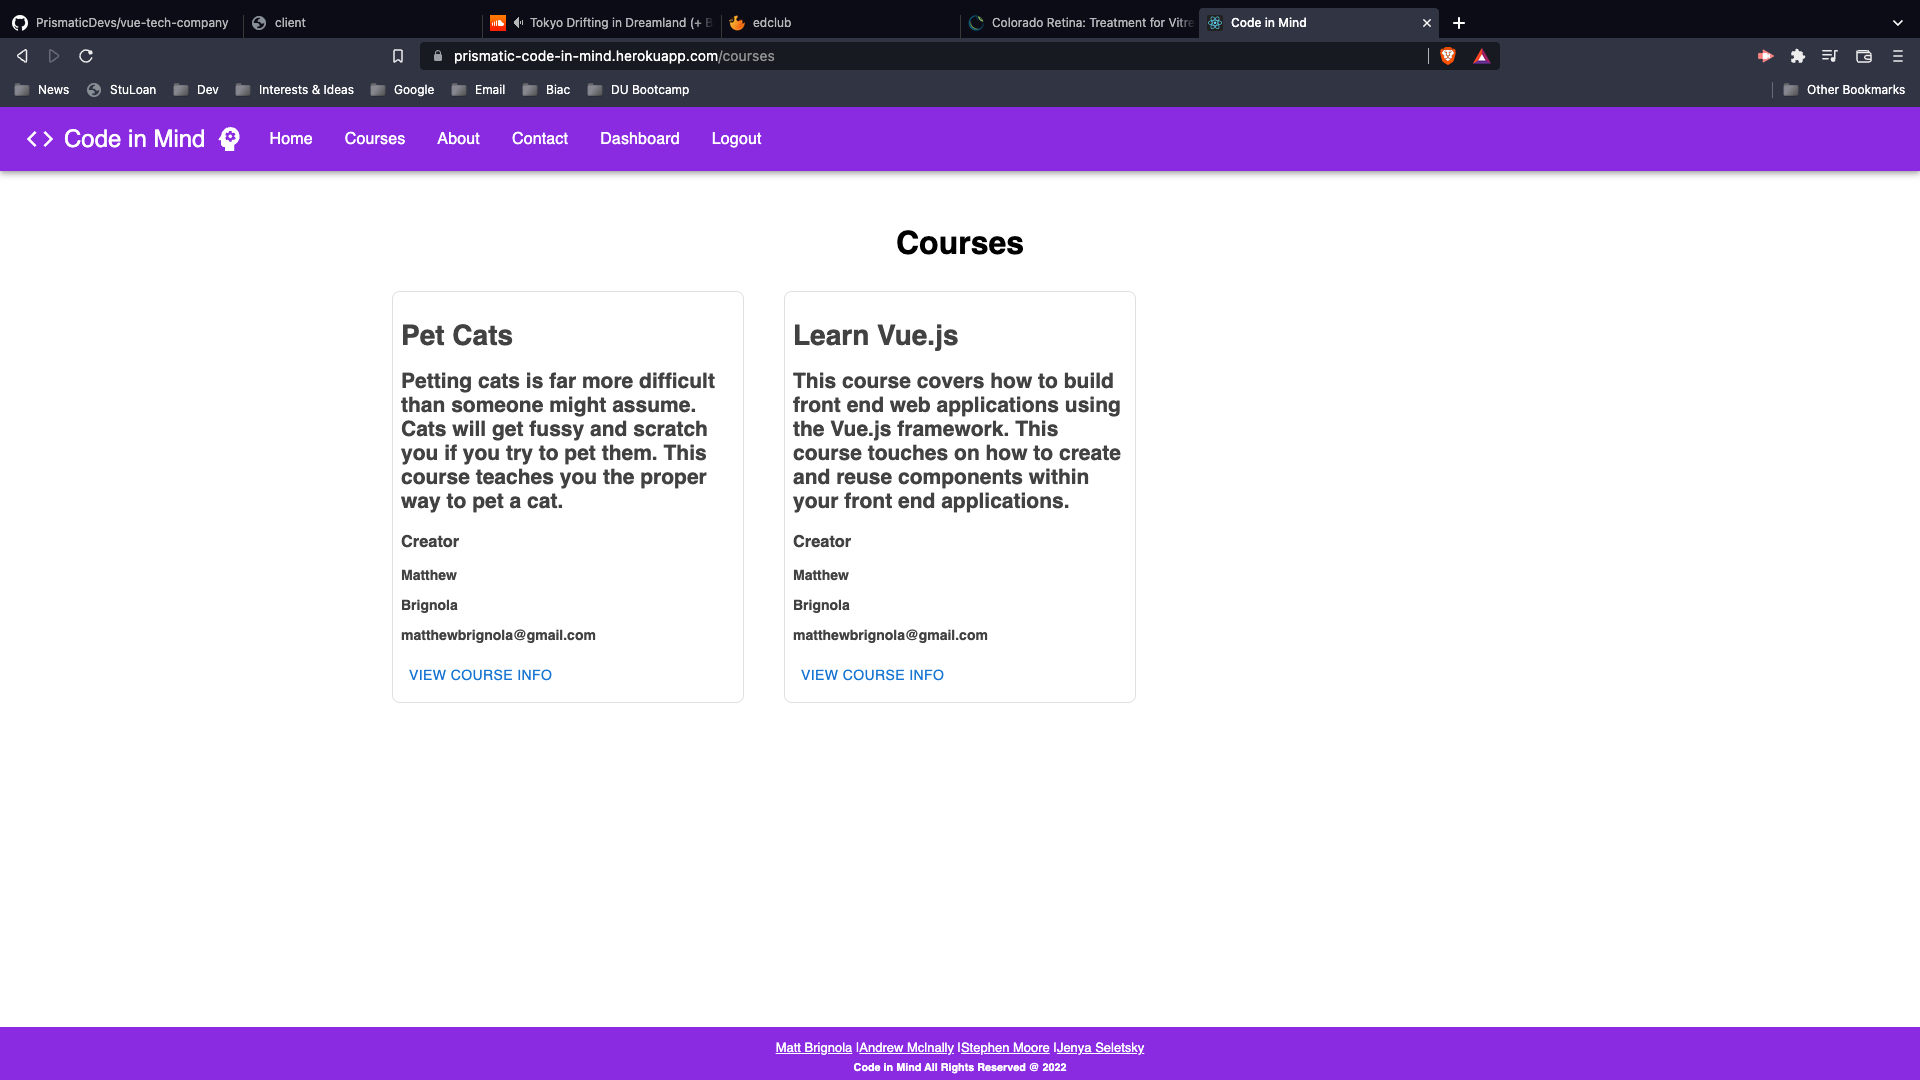 PrismaticDevs/vue-tech-company
client
Tokyo Drifting in Dreamland (+ B
edclub
Colorado Retina: Treatment for Vitre
Code in Mind
prismatic-code-in-mind.herokuapp.com/courses
News StuLoan Dev Interests & Ideas Google Email Biac DU Bootcamp Other Bookmarks
<> Code in Mind Home Courses About Contact Dashboard Logout
Courses
Pet Cats
Petting cats is far more difficult
than someone might assume.
Cats will get fussy and scratch
you if you try to pet them. This
course teaches you the proper
way to pet a cat.
Creator
Matthew
Brignola
matthewbrignola@gmail.com
VIEW COURSE INFO
Learn Vue.js
This course covers how to build
front end web applications using
the Vue.js framework. This
course touches on how to create
and reuse components within
your front end applications.
Creator
Matthew
Brignola
matthewbrignola@gmail.com
VIEW COURSE INFO
Matt Brignola |Andrew McInally |Stephen Moore |Jenya Seletsky
Code in Mind All Rights Reserved @ 2022